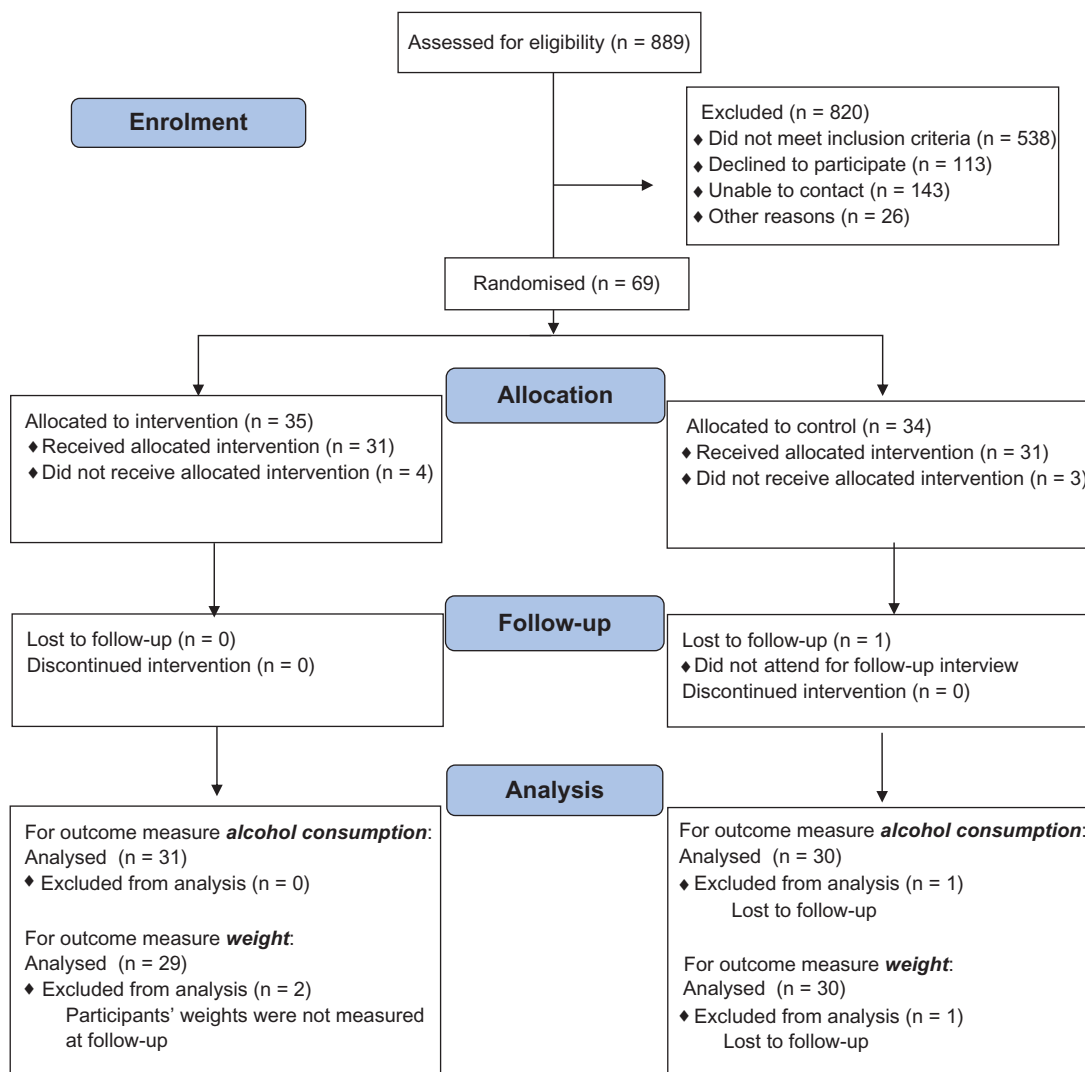 Assessed for eligibility (n = 889)
Enrolment
Excluded (n = 820)
♦ Did not meet inclusion criteria (n = 538)
♦ Declined to participate (n = 113)
♦ Unable to contact (n = 143)
♦ Other reasons (n = 26)
Randomised (n = 69)
Allocation
Allocated to intervention (n = 35)
♦ Received allocated intervention (n = 31)
♦ Did not receive allocated intervention (n = 4)
Allocated to control (n = 34)
♦ Received allocated intervention (n = 31)
♦ Did not receive allocated intervention (n = 3)
Follow-up
Lost to follow-up (n = 0)
Discontinued intervention (n = 0)
Lost to follow-up (n = 1)
♦ Did not attend for follow-up interview
Discontinued intervention (n = 0)
Analysis
For outcome measure alcohol consumption:
Analysed (n = 31)
♦ Excluded from analysis (n = 0)
For outcome measure weight:
Analysed (n = 29)
♦ Excluded from analysis (n = 2)
Participants’ weights were not measured
at follow-up
For outcome measure alcohol consumption:
Analysed (n = 30)
♦ Excluded from analysis (n = 1)
Lost to follow-up
For outcome measure weight:
Analysed (n = 30)
♦ Excluded from analysis (n = 1)
Lost to follow-up